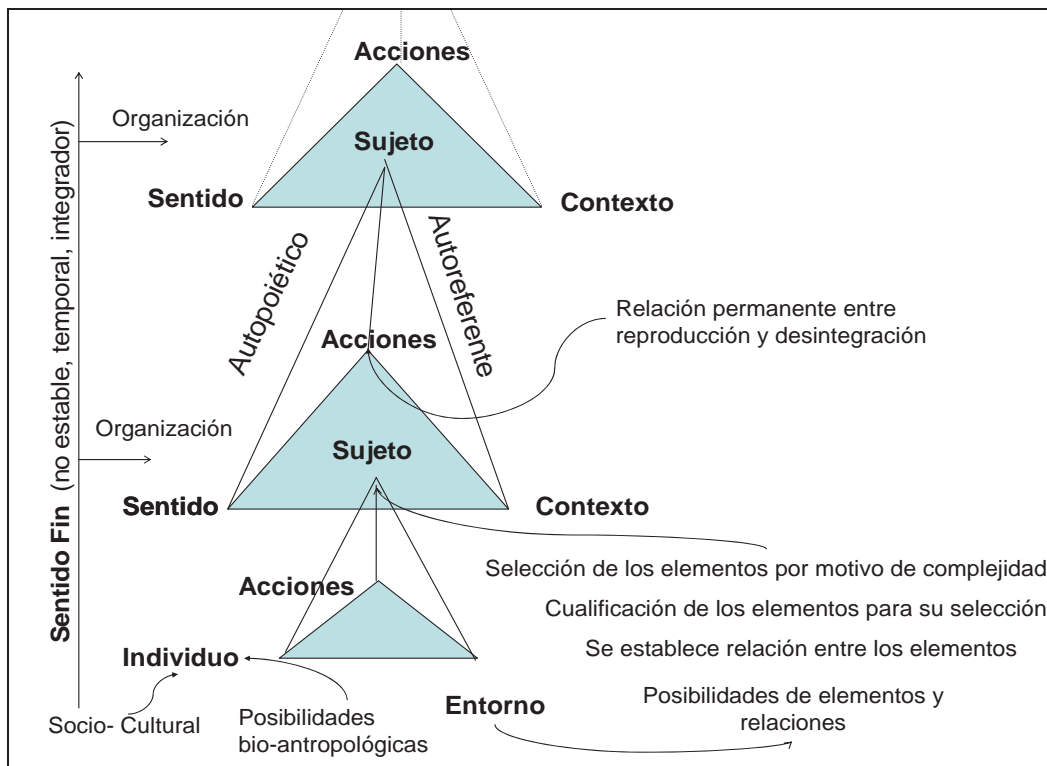 Acciones
Organización
Sujeto
Sentido
Contexto
Sentido Fin (no estable, temporal, integrador)
Autopoiético
Autoreferente
Relación permanente entre
reproducción y desintegración
Acciones
Organización
Sujeto
Sentido
Contexto
Selección de los elementos por motivo de complejidad
Acciones
Cualificación de los elementos para su selección
Se establece relación entre los elementos
Individuo
Entorno
Posibilidades de elementos y
relaciones
Socio- Cultural
Posibilidades
bio-antropológicas